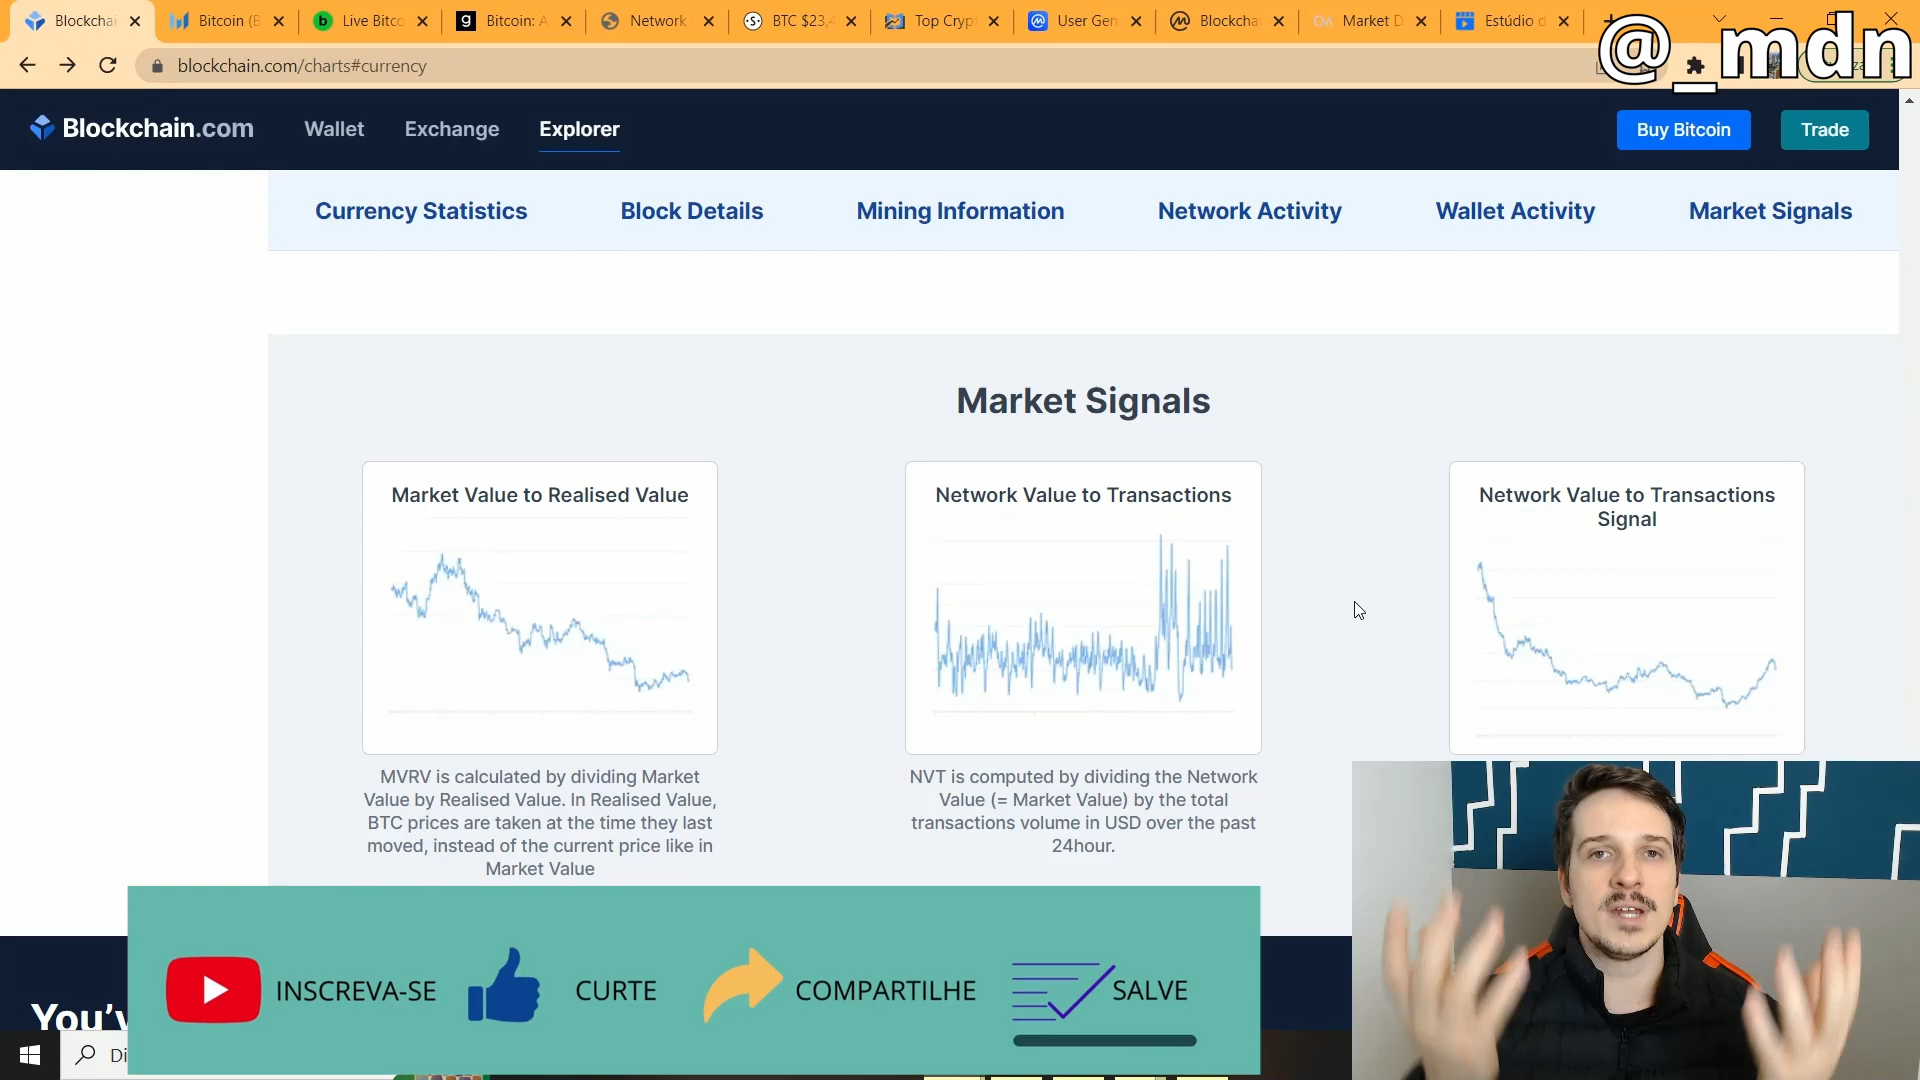 Blockchai
Bitcoin (B
Live Bitco
Bitcoin: A
Network
BTC $23,4
Top Cryp
User Gen
Blockchai
Market D
Estúdio d
@_mdn
blockchain.com/charts#currency
Blockchain.com
Wallet
Exchange
Explorer
Buy Bitcoin
Trade
Currency Statistics
Block Details
Mining Information
Network Activity
Wallet Activity
Market Signals
Market Signals
Market Value to Realised Value
MVRV is calculated by dividing Market
Value by Realised Value. In Realised Value,
BTC prices are taken at the time they last
moved, instead of the current price like in
Market Value
Network Value to Transactions
NVT is computed by dividing the Network
Value (= Market Value) by the total
transactions volume in USD over the past
24hour.
Network Value to Transactions
Signal
INSCREVA-SE
CURTE
COMPARTILHE
SALVE
You'v
Di